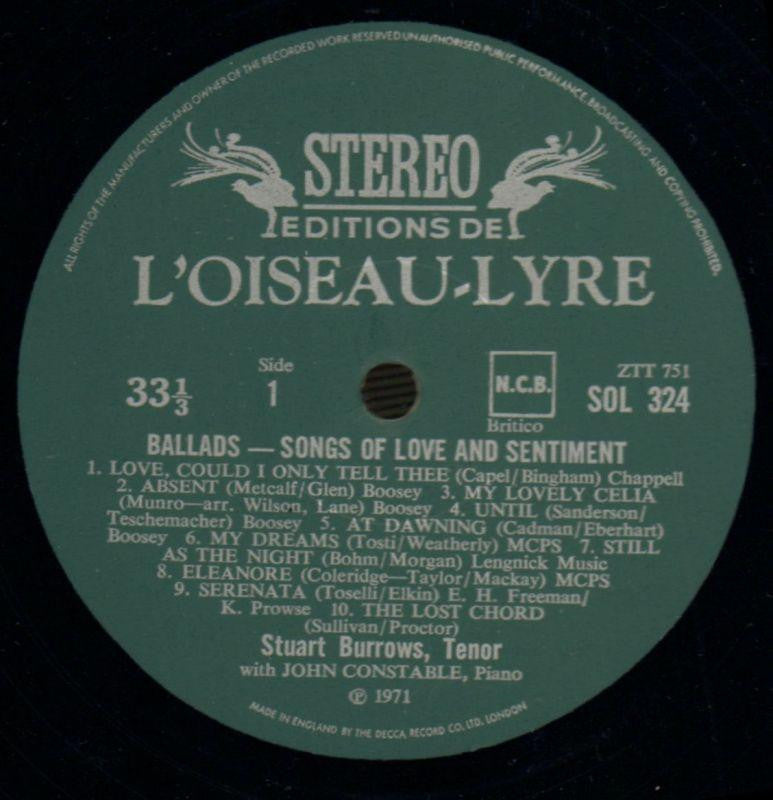 ALL RIGHTS OF THE MANUFACTURERS AND OWNER OF THE RECORDED WORK RESERVED UNAUTHORISED PUBLIC PERFORMANCE, BROADCASTING AND COPYING PROHIBITED.
STEREO
EDITIONS DE
L'OISEAU-LYRE
33⅓
Side
1
N.C.B.
Britico
ZTT 751
SOL 324
BALLADS — SONGS OF LOVE AND SENTIMENT
1. LOVE, COULD I ONLY TELL THEE (Capel/Bingham) Chappell
2. ABSENT (Metcalf/Glen) Boosey 3. MY LOVELY CELIA
(Munro—arr. Wilson, Lane) Boosey 4. UNTIL (Sanderson/
Teschemacher) Boosey 5. AT DAWNING (Cadman/Eberhart)
Boosey 6. MY DREAMS (Tosti/Weatherly) MCPS 7. STILL
AS THE NIGHT (Bohm/Morgan) Lengnick Music
8. ELEANORE (Coleridge—Taylor/Mackay) MCPS
9. SERENATA (Toselli/Elkin) E. H. Freeman/
K. Prowse 10. THE LOST CHORD
(Sullivan/Proctor)
Stuart Burrows, Tenor
with JOHN CONSTABLE, Piano
℗ 1971
MADE IN ENGLAND BY THE DECCA RECORD CO. LTD. LONDON